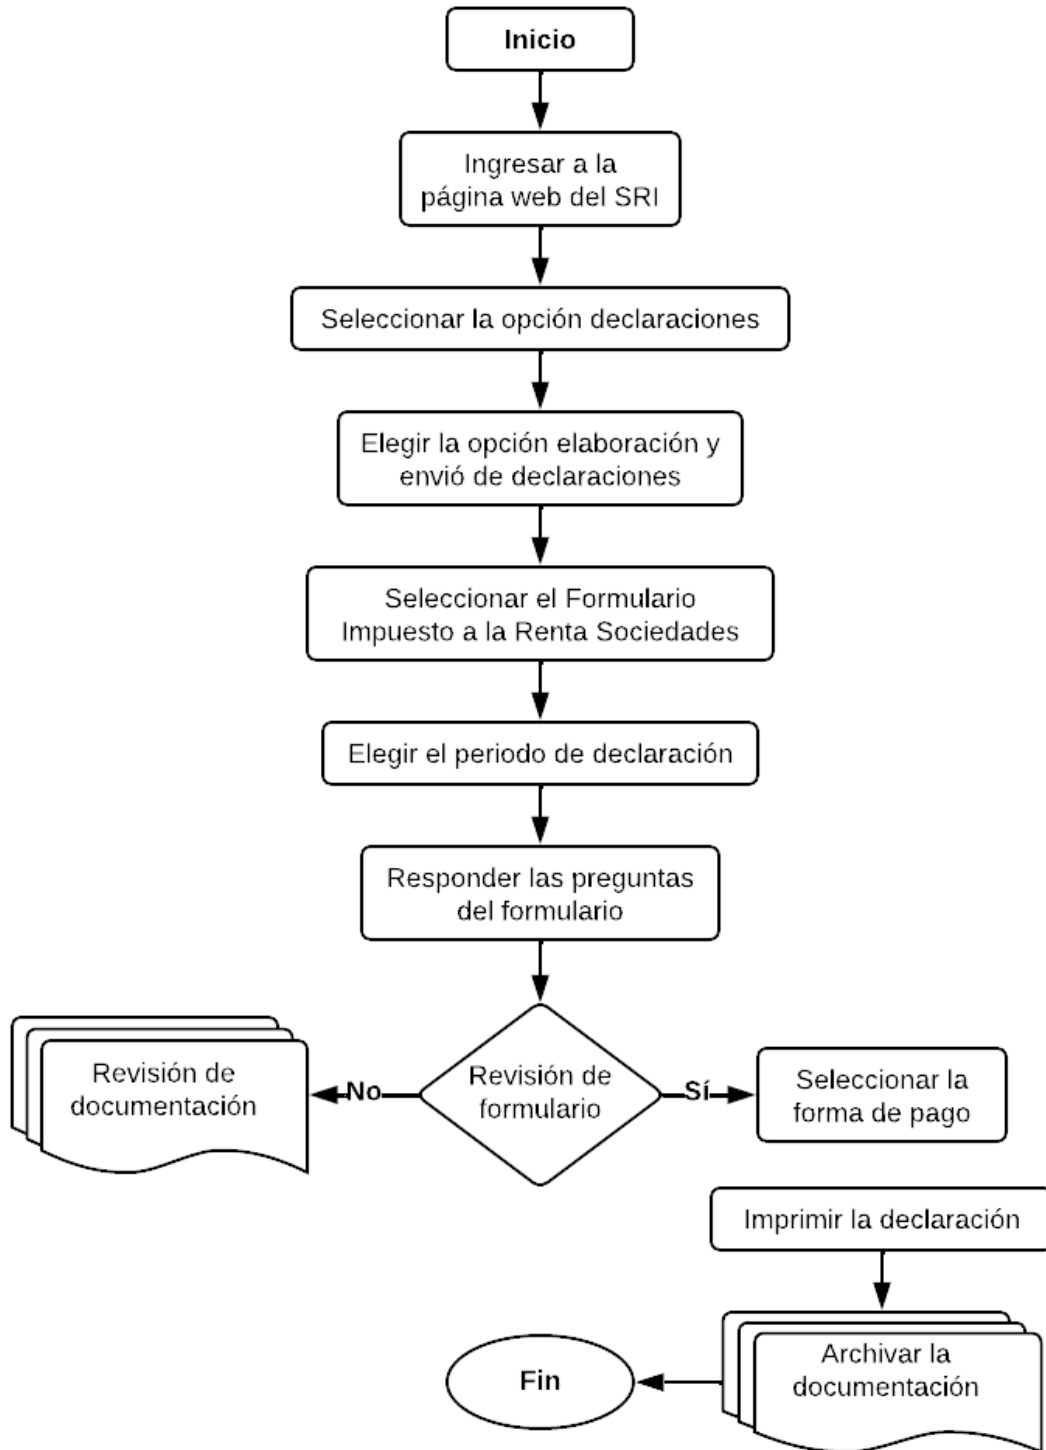 Inicio
Ingresar a la
página web del SRI
Seleccionar la opción declaraciones
Elegir la opción elaboración y
envió de declaraciones
Seleccionar el Formulario
Impuesto a la Renta Sociedades
Elegir el periodo de declaración
Responder las preguntas
del formulario
Revisión de
documentación
No
Revisión de
formulario
Sí
Seleccionar la
forma de pago
Imprimir la declaración
Archivar la
documentación
Fin